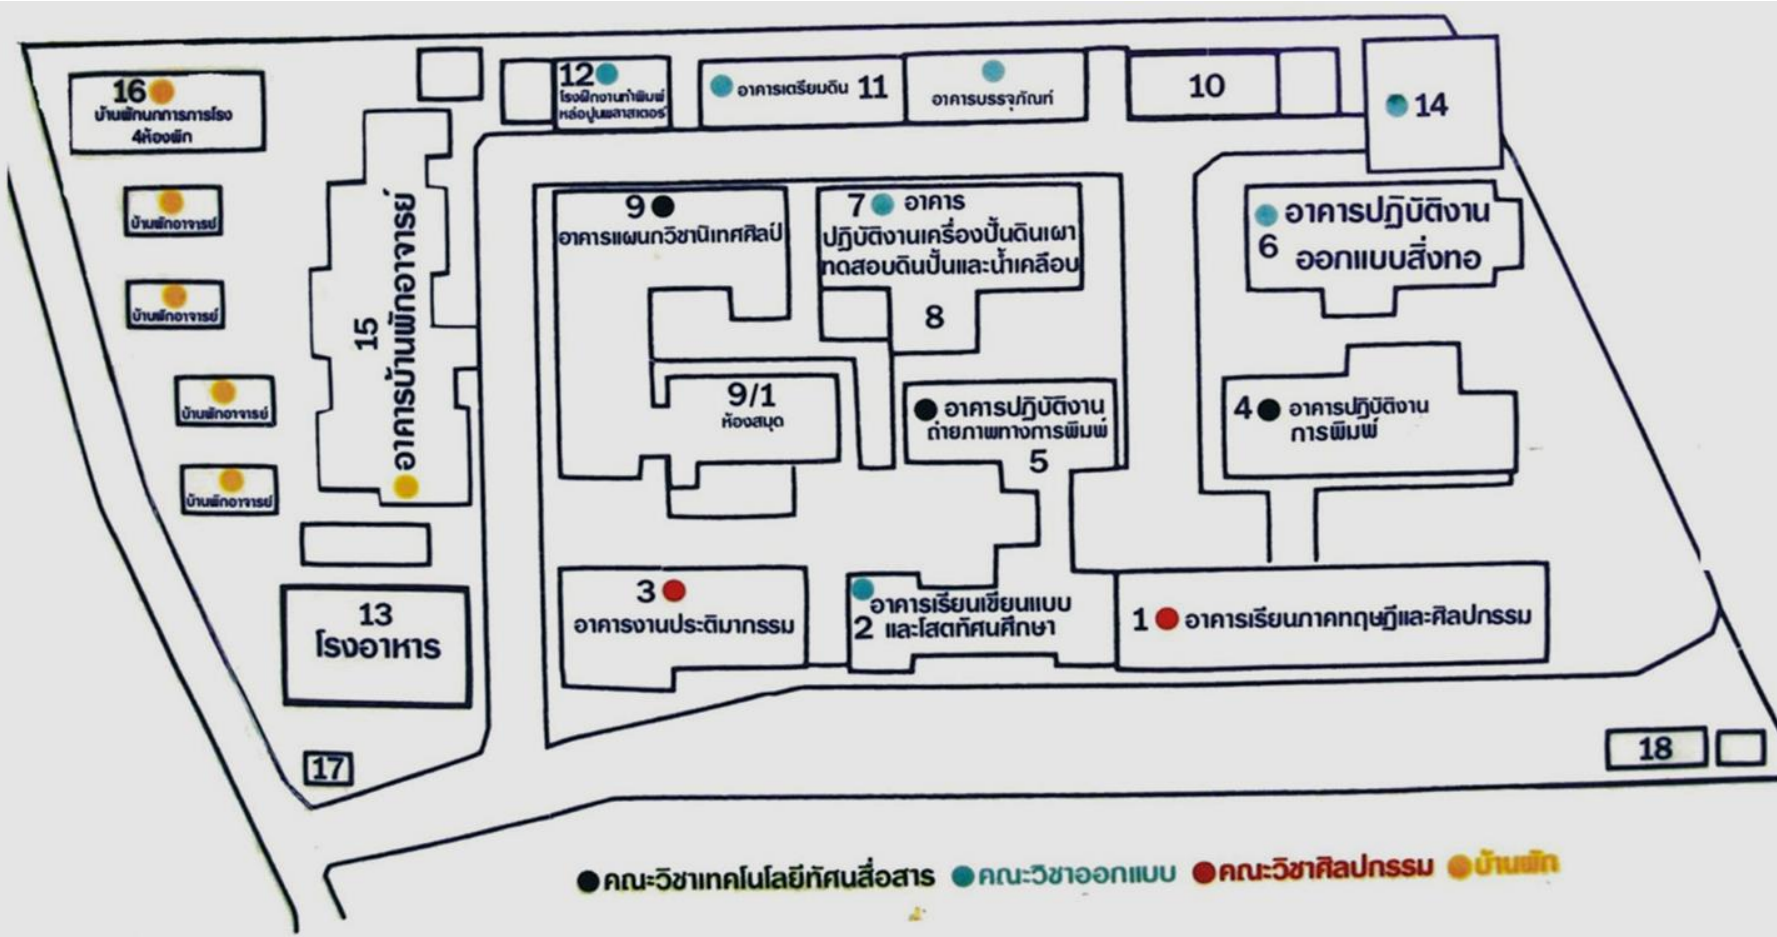 16
บ้านพักนกการภารโรง
4ห้องพัก
12
โรงฝึกงานทำพิมพ์
หล่อปูนพลาสเตอร์
อาคารเตรียมดิน 11
อาคารบรรจุภัณฑ์
10
14
บ้านพักอาจารย์
บ้านพักอาจารย์
บ้านพักอาจารย์
บ้านพักอาจารย์
15
อาคารบ้านพักอาจารย์
9
อาคารแผนกวิชานิเทศศิลป์
7 อาคาร
ปฏิบัติงานเครื่องปั้นดินเผา
ทดสอบดินปั้นและน้ำเคลือบ
8
อาคารปฏิบัติงาน
6 ออกแบบสิ่งทอ
9/1
ห้องสมุด
อาคารปฏิบัติงาน
ถ่ายภาพทางการพิมพ์
5
4 อาคารปฏิบัติงาน
การพิมพ์
13
โรงอาหาร
3
อาคารงานประติมากรรม
อาคารเรียนเขียนแบบ
2 และโสตทัศนศึกษา
1 อาคารเรียนภาคทฤษฎีและศิลปกรรม
17
18
คณะวิชาเทคโนโลยีทัศนสื่อสาร คณะวิชาออกแบบ คณะวิชาศิลปกรรม บ้านพัก